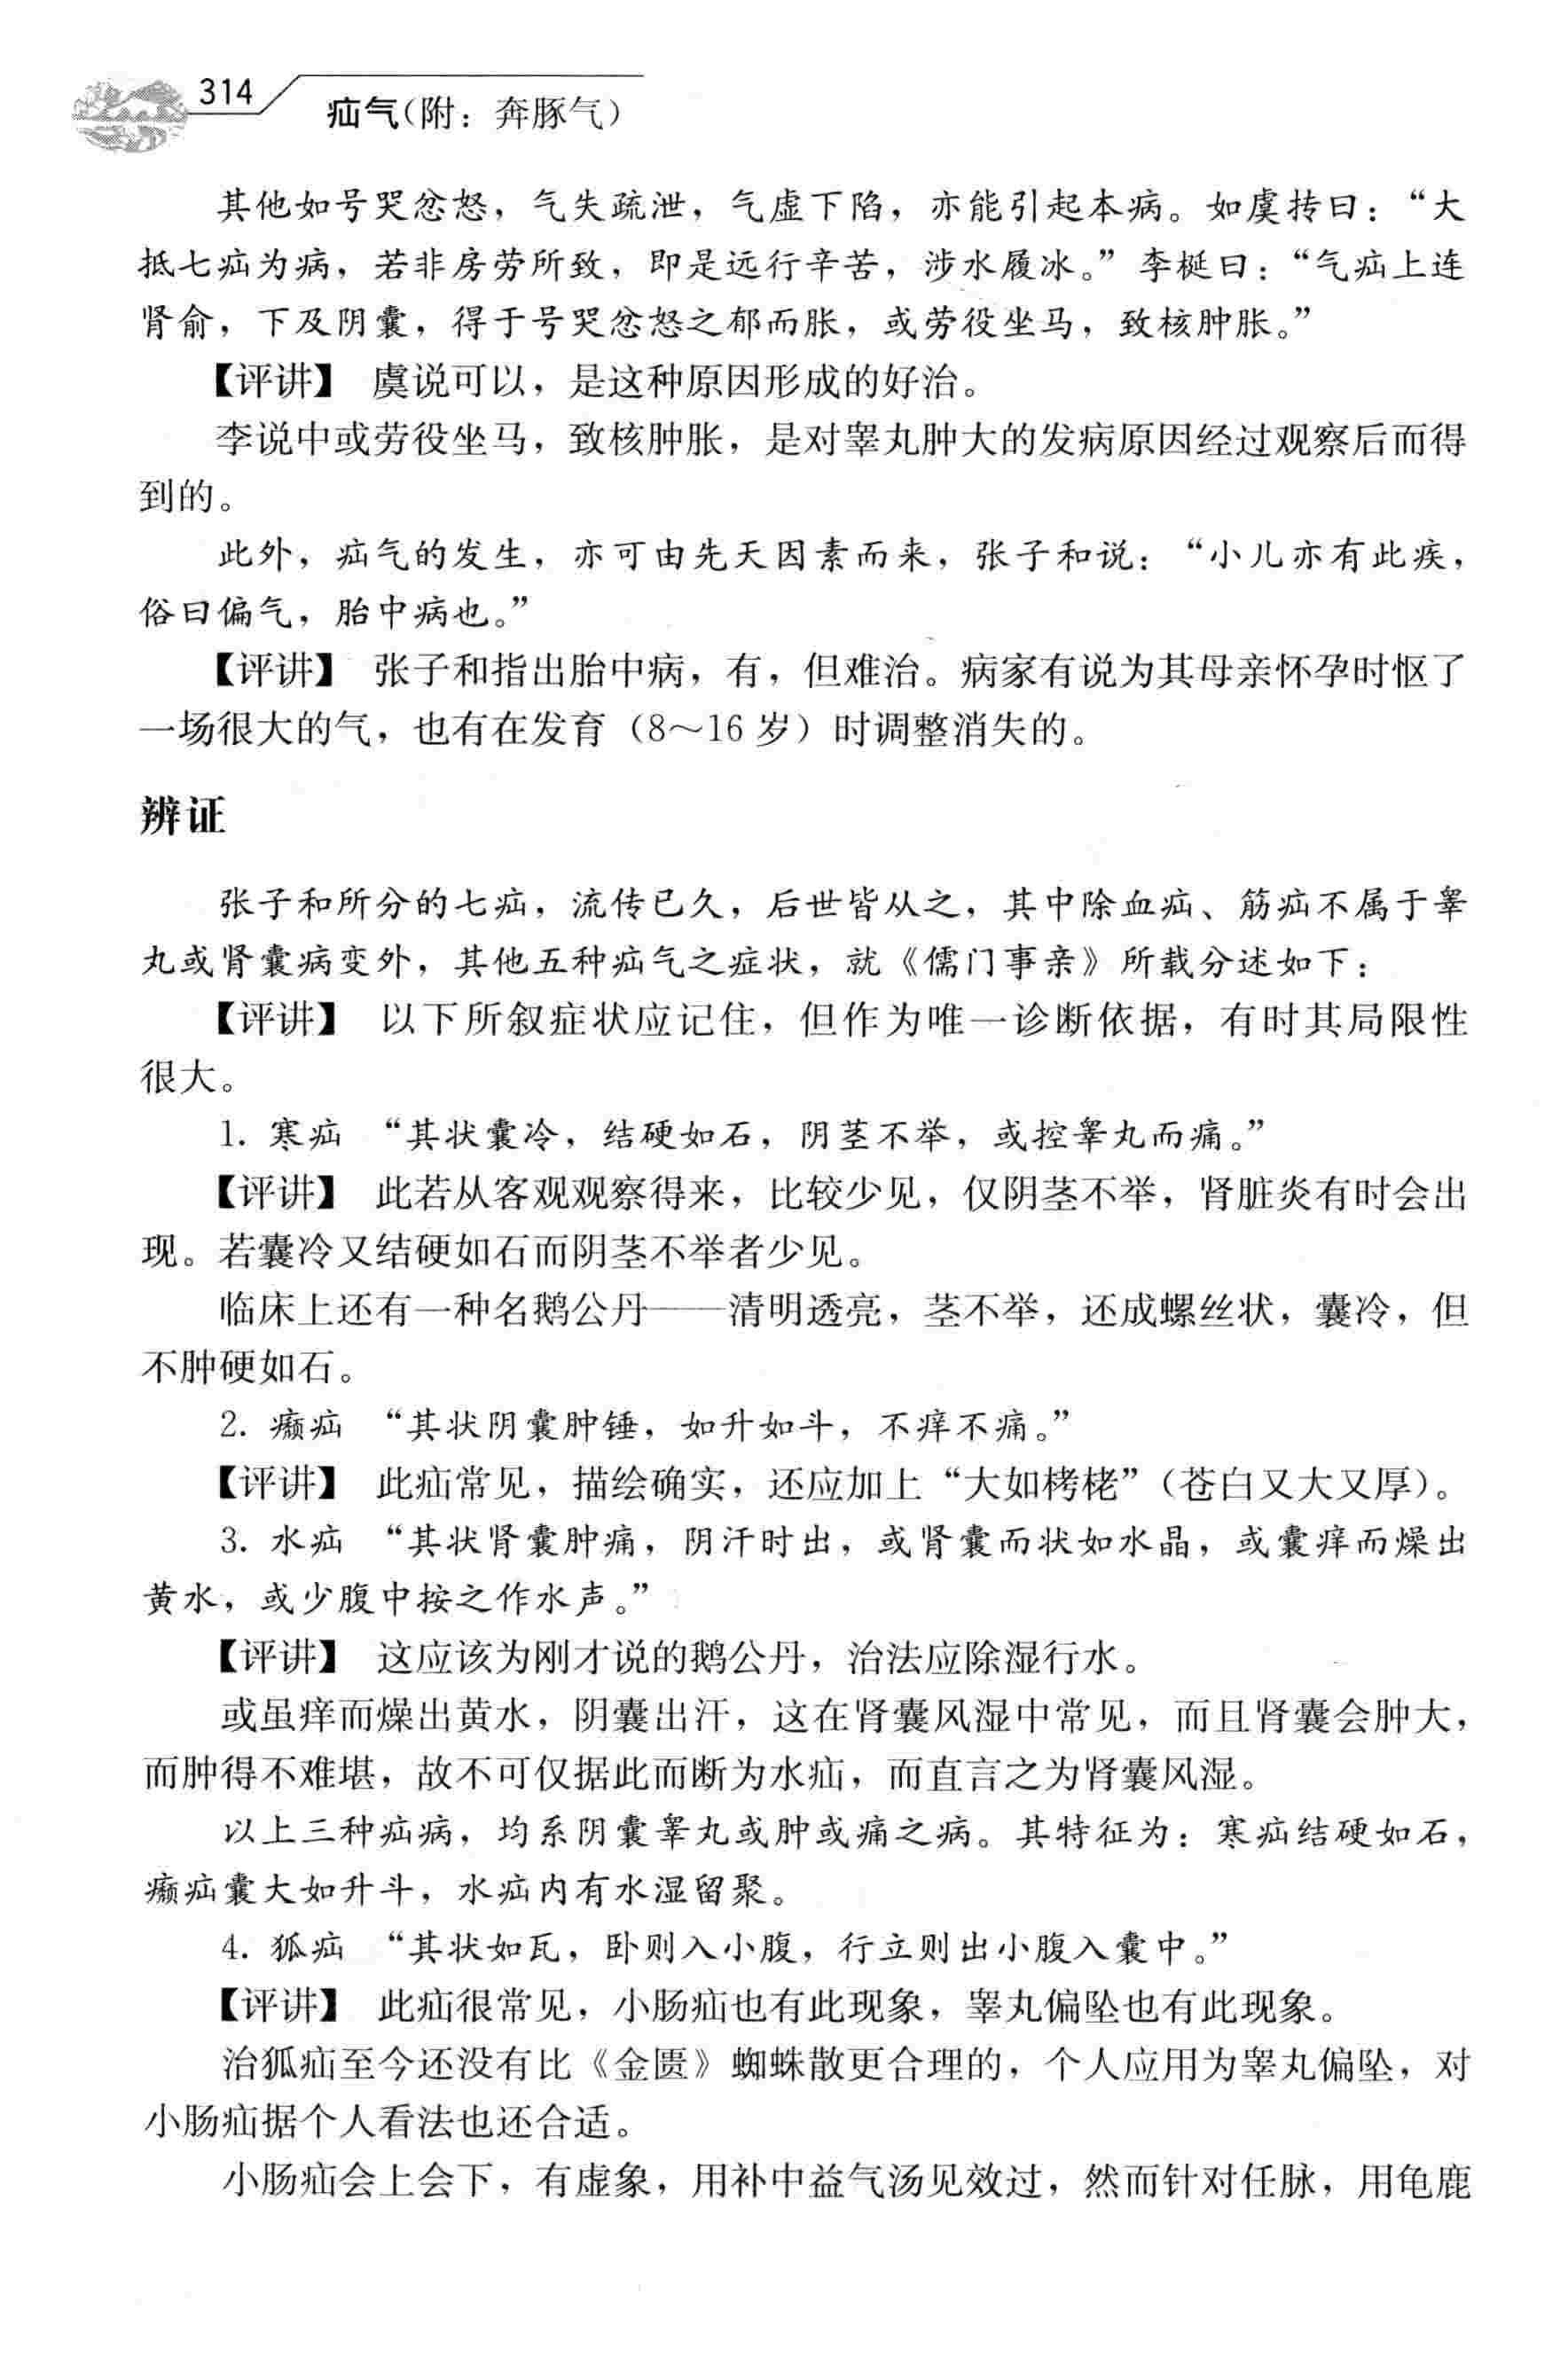 314
疝气(附：奔豚气)
其他如号哭忿怒，气失疏泄，气虚下陷，亦能引起本病。如虞抟曰：“大
抵七疝为病，若非房劳所致，即是远行辛苦，涉水履冰。”李梴曰：“气疝上连
肾俞，下及阴囊，得于号哭忿怒之郁而胀，或劳役坐马，致核肿胀。”
【评讲】 虞说可以，是这种原因形成的好治。
李说中或劳役坐马，致核肿胀，是对睾丸肿大的发病原因经过观察后而得
到的。
此外，疝气的发生，亦可由先天因素而来，张子和说：“小儿亦有此疾，
俗曰偏气，胎中病也。”
【评讲】 张子和指出胎中病，有，但难治。病家有说为其母亲怀孕时怄了
一场很大的气，也有在发育（8～16岁）时调整消失的。
辨证
张子和所分的七疝，流传已久，后世皆从之，其中除血疝、筋疝不属于睾
丸或肾囊病变外，其他五种疝气之症状，就《儒门事亲》所载分述如下：
【评讲】 以下所叙症状应记住，但作为唯一诊断依据，有时其局限性
很大。
1. 寒疝 “其状囊冷，结硬如石，阴茎不举，或控睾丸而痛。”
【评讲】 此若从客观观察得来，比较少见，仅阴茎不举，肾脏炎有时会出
现。若囊冷又结硬如石而阴茎不举者少见。
临床上还有一种名鹅公丹——清明透亮，茎不举，还成螺丝状，囊冷，但
不肿硬如石。
2. 癫疝 “其状阴囊肿锤，如升如斗，不痒不痛。”
【评讲】 此疝常见，描绘确实，还应加上“大如栲栳”（苍白又大又厚）。
3. 水疝 “其状肾囊肿痛，阴汗时出，或肾囊而状如水晶，或囊痒而燥出
黄水，或少腹中按之作水声。”
【评讲】 这应该为刚才说的鹅公丹，治法应除湿行水。
或虽痒而燥出黄水，阴囊出汗，这在肾囊风湿中常见，而且肾囊会肿大，
而肿得不难堪，故不可仅据此而断为水疝，而直言之为肾囊风湿。
以上三种疝病，均系阴囊睾丸或肿或痛之病。其特征为：寒疝结硬如石，
癫疝囊大如升斗，水疝内有水湿留聚。
4. 狐疝 “其状如瓦，卧则入小腹，行立则出小腹入囊中。”
【评讲】 此疝很常见，小肠疝也有此现象，睾丸偏坠也有此现象。
治狐疝至今还没有比《金匮》蜘蛛散更合理的，个人应用为睾丸偏坠，对
小肠疝据个人看法也还合适。
小肠疝会上会下，有虚象，用补中益气汤见效过，然而针对任脉，用龟鹿